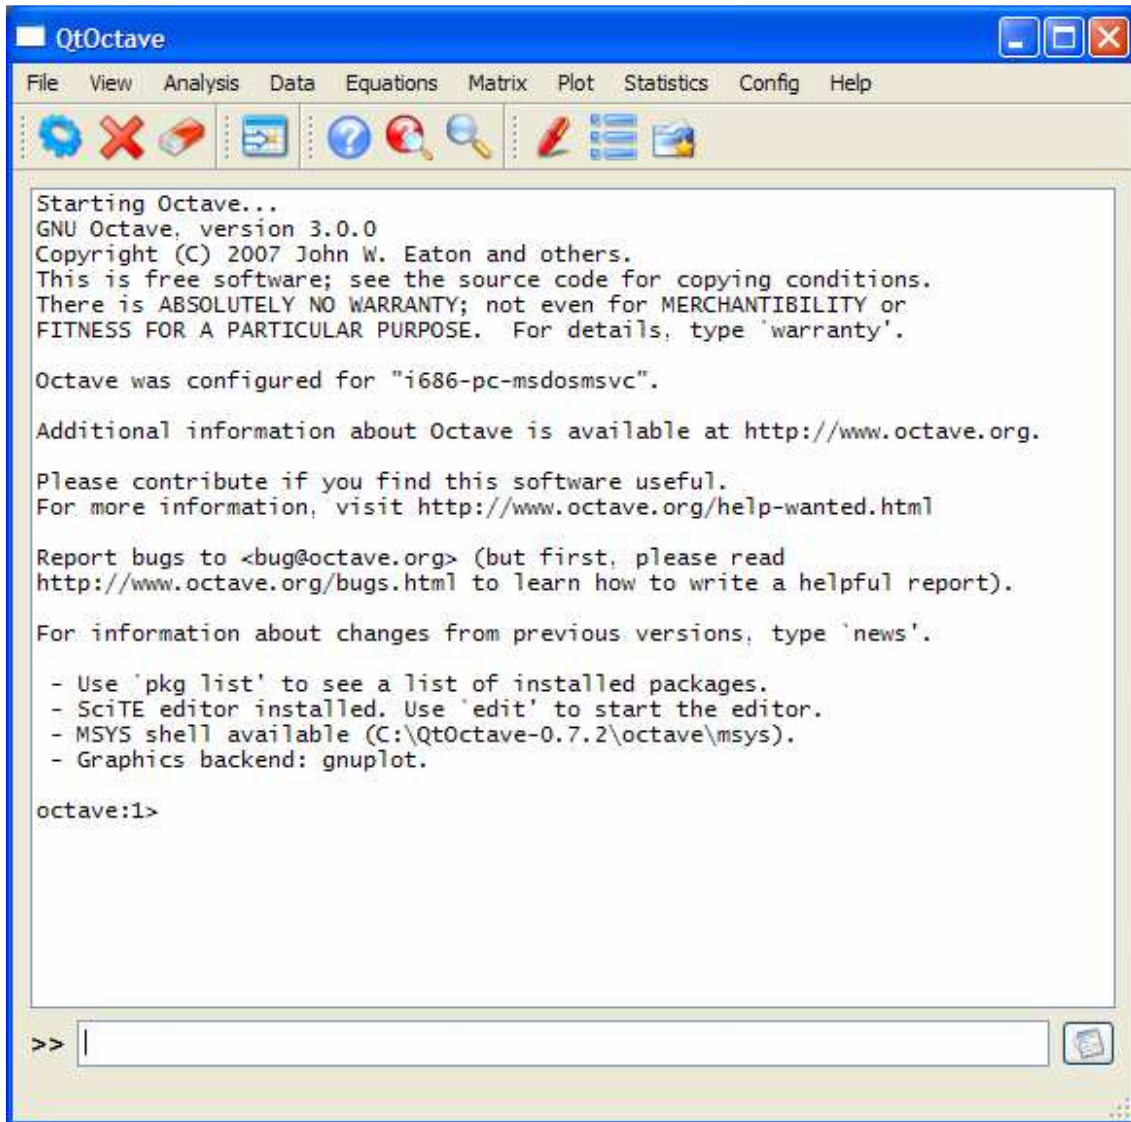 QtOctave
File View Analysis Data Equations Matrix Plot Statistics Config Help
Starting Octave...
GNU Octave, version 3.0.0
Copyright (C) 2007 John W. Eaton and others.
This is free software; see the source code for copying conditions.
There is ABSOLUTELY NO WARRANTY; not even for MERCHANTIBILITY or
FITNESS FOR A PARTICULAR PURPOSE.  For details, type `warranty'.
Octave was configured for "i686-pc-msdosmsvc".
Additional information about Octave is available at http://www.octave.org.
Please contribute if you find this software useful.
For more information, visit http://www.octave.org/help-wanted.html
Report bugs to <bug@octave.org> (but first, please read
http://www.octave.org/bugs.html to learn how to write a helpful report).
For information about changes from previous versions, type `news'.
- Use `pkg list' to see a list of installed packages.
- SciTE editor installed. Use `edit' to start the editor.
- MSYS shell available (C:\QtOctave-0.7.2\octave\msys).
- Graphics backend: gnuplot.
octave:1>
>>